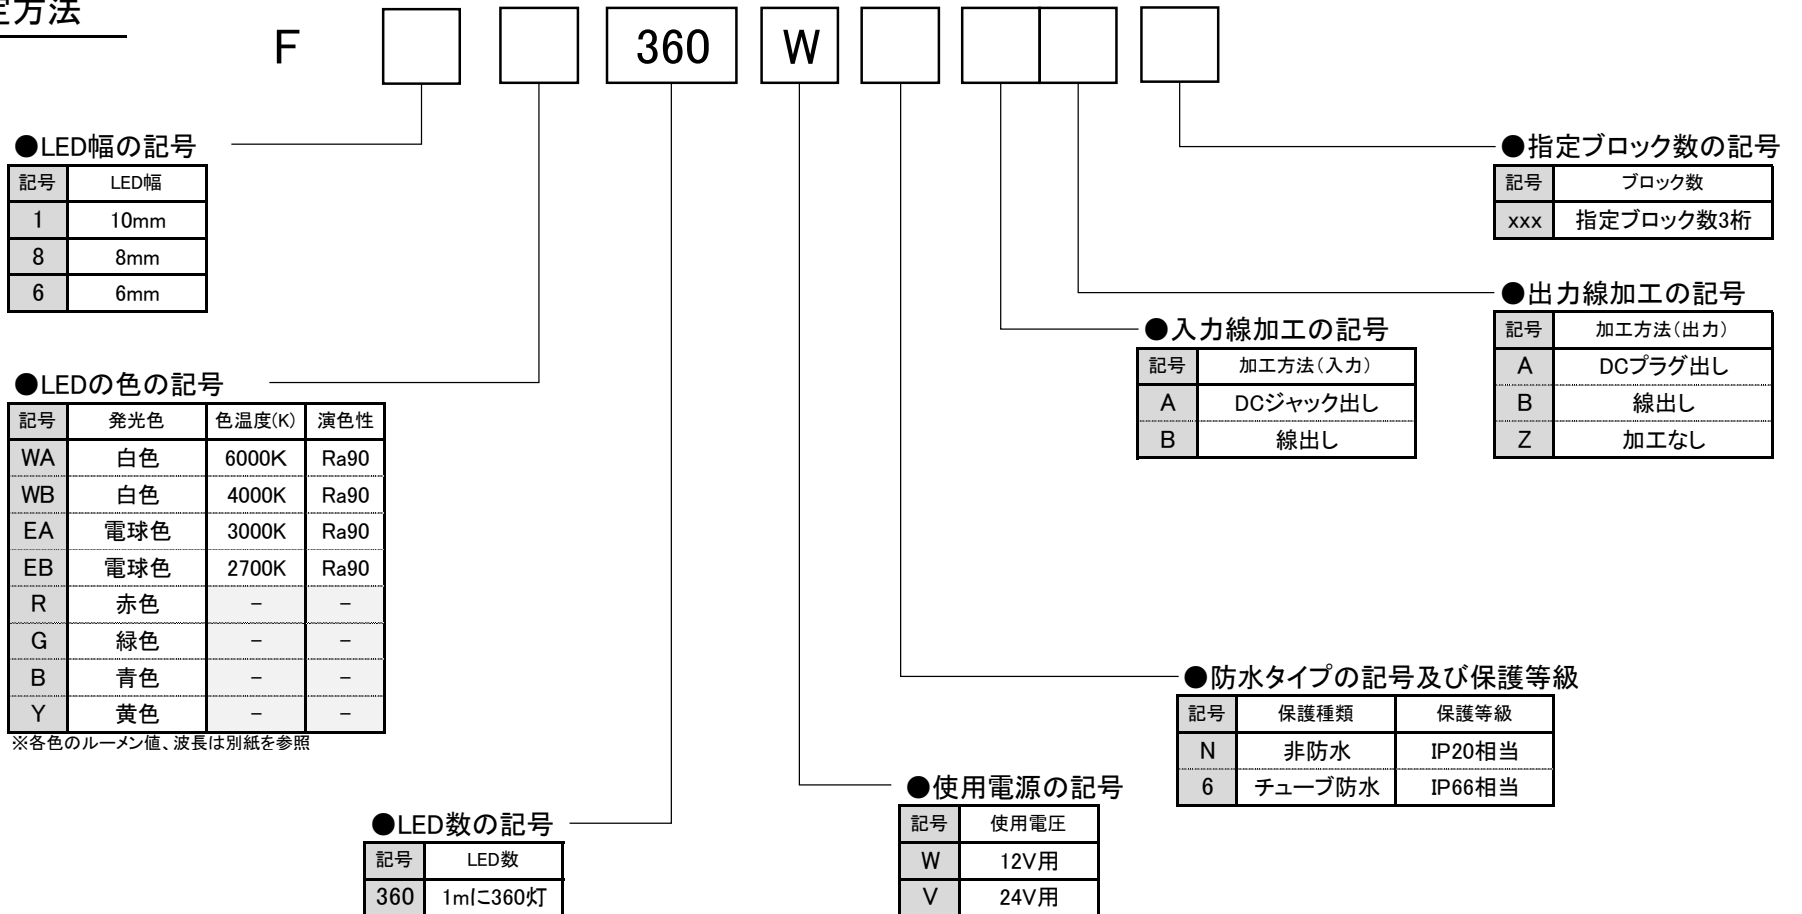 定方法
F 360 W
●LED幅の記号
記号 LED幅
1 10mm
8 8mm
6 6mm
●LEDの色の記号
記号 発光色 色温度(K) 演色性
WA 白色 6000K Ra90
WB 白色 4000K Ra90
EA 電球色 3000K Ra90
EB 電球色 2700K Ra90
R 赤色 − −
G 緑色 − −
B 青色 − −
Y 黄色 − −
※各色のルーメン値、波長は別紙を参照
●LED数の記号
記号 LED数
360 1mに360灯
●使用電源の記号
記号 使用電圧
W 12V用
V 24V用
●防水タイプの記号及び保護等級
記号 保護種類 保護等級
N 非防水 IP20相当
6 チューブ防水 IP66相当
●入力線加工の記号
記号 加工方法(入力)
A DCジャック出し
B 線出し
●出力線加工の記号
記号 加工方法(出力)
A DCプラグ出し
B 線出し
Z 加工なし
●指定ブロック数の記号
記号 ブロック数
xxx 指定ブロック数3桁